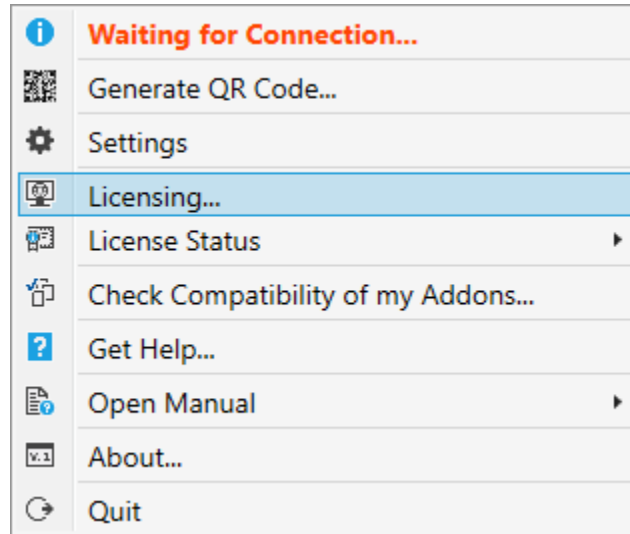 Waiting for Connection...
Generate QR Code...
Settings
Licensing...
License Status
Check Compatibility of my Addons...
Get Help...
Open Manual
V.1 About...
Quit